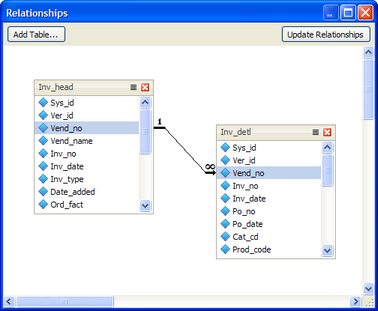 Relationships
Add Table...
Update Relationships
Inv_head
Sys_id
Ver_id
Vend_no
Vend_name
Inv_no
Inv_date
Inv_type
Date_added
Ord_fact
1
∞
Inv_detl
Sys_id
Ver_id
Vend_no
Inv_no
Inv_date
Po_no
Po_date
Cat_cd
Prod_code